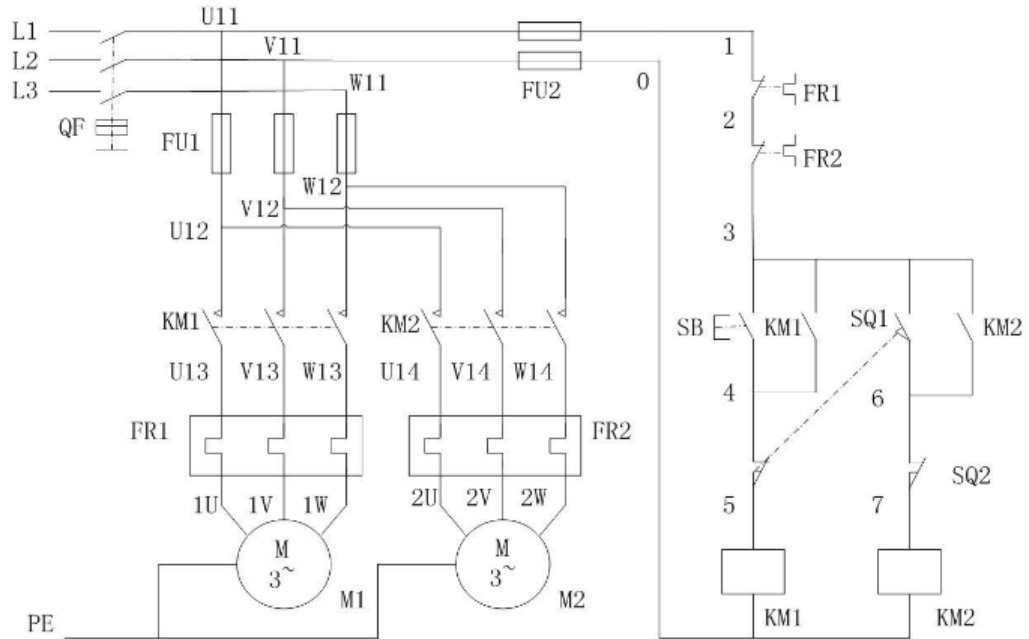 U11
L1
1
V11
L2
L3
W11
FU2
0
FR1
QF
FU1
2
FR2
W12
V12
U12
3
KM1
KM2
SB
KM1
SQ1
KM2
U13
V13
W13
U14
V14
W14
4
6
FR1
FR2
1U
1V
1W
2U
2V
2W
5
7
SQ2
M
3~
M
3~
M1
M2
KM1
KM2
PE